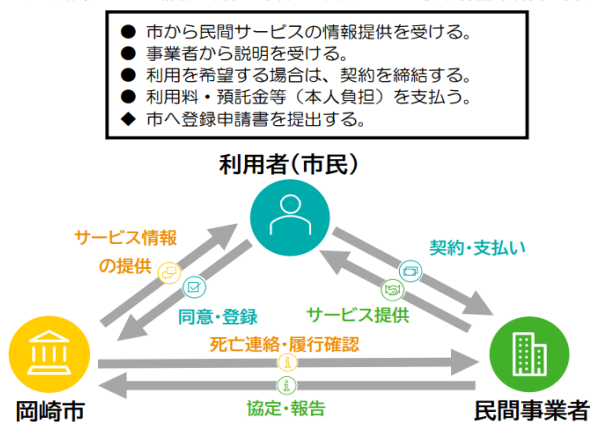 ● 市から民間サービスの情報提供を受ける。
● 事業者から説明を受ける。
● 利用を希望する場合は、契約を締結する。
● 利用料・預託金等（本人負担）を支払う。
◆ 市へ登録申請書を提出する。
利用者(市民)
サービス情報
の提供
契約・支払い
同意・登録
サービス提供
死亡連絡・履行確認
協定・報告
岡崎市
民間事業者